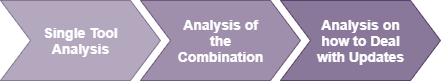 Single Tool
Analysis
Analysis of
the
Combination
Analysis on
how to Deal
with Updates